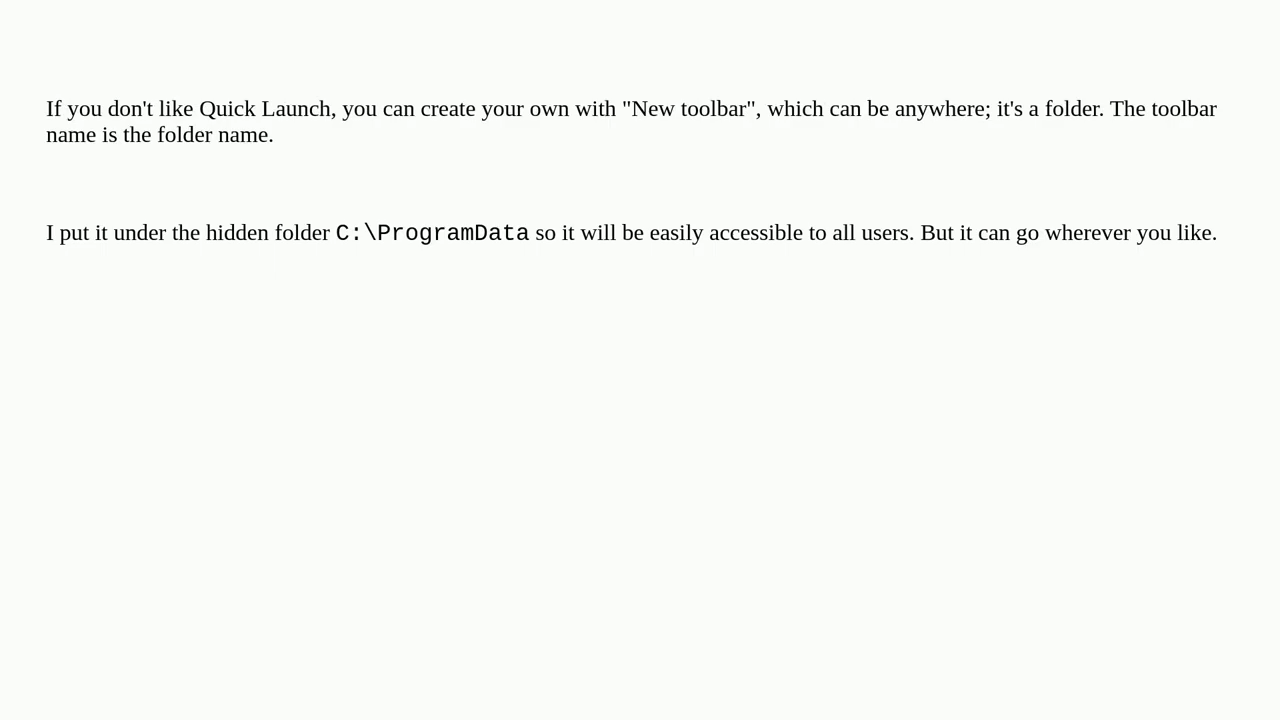 If you don't like Quick Launch, you can create your own with "New toolbar", which can be anywhere; it's a folder. The toolbar
name is the folder name.
I put it under the hidden folder C:\ProgramData so it will be easily accessible to all users. But it can go wherever you like.